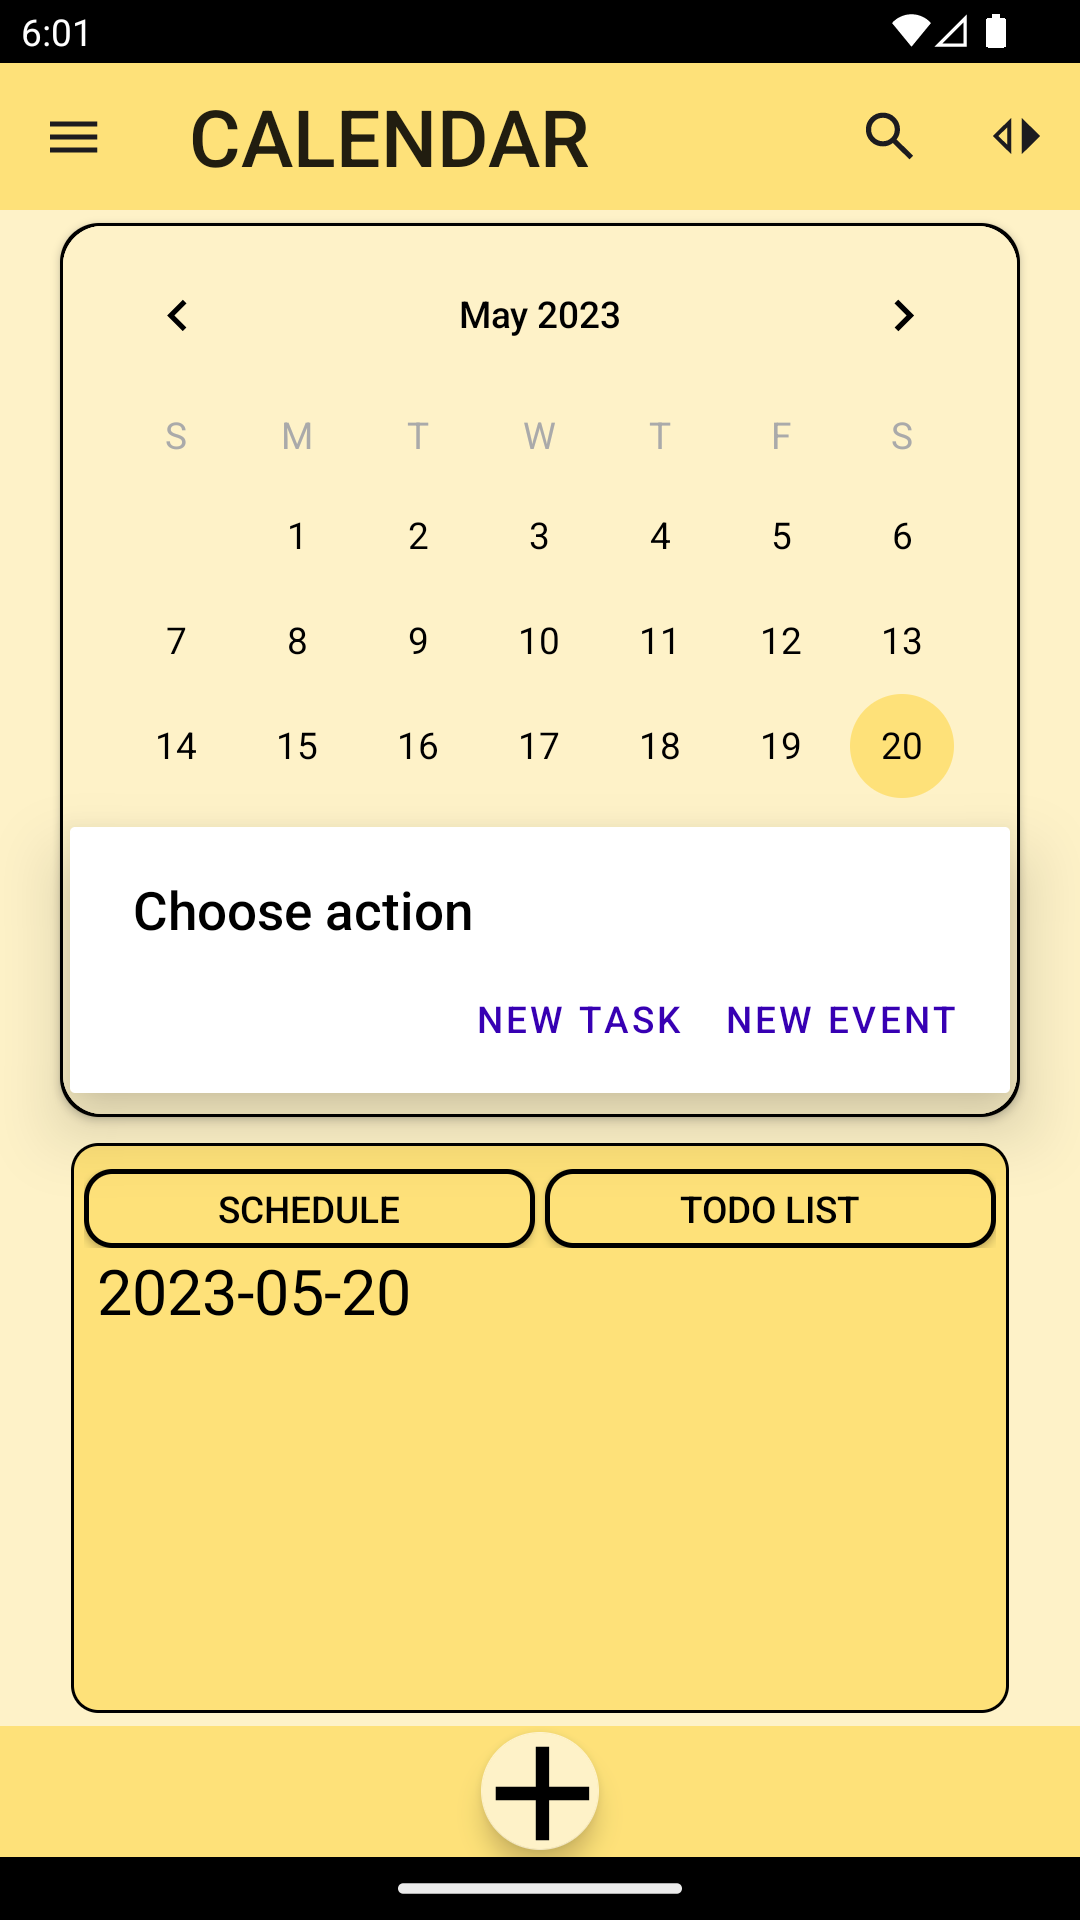 6:01
CALENDAR
May 2023
S M T W T F S
1 2 3 4 5 6
7 8 9 10 11 12 13
14 15 16 17 18 19 20
Choose action
NEW TASK NEW EVENT
SCHEDULE TODO LIST
2023-05-20